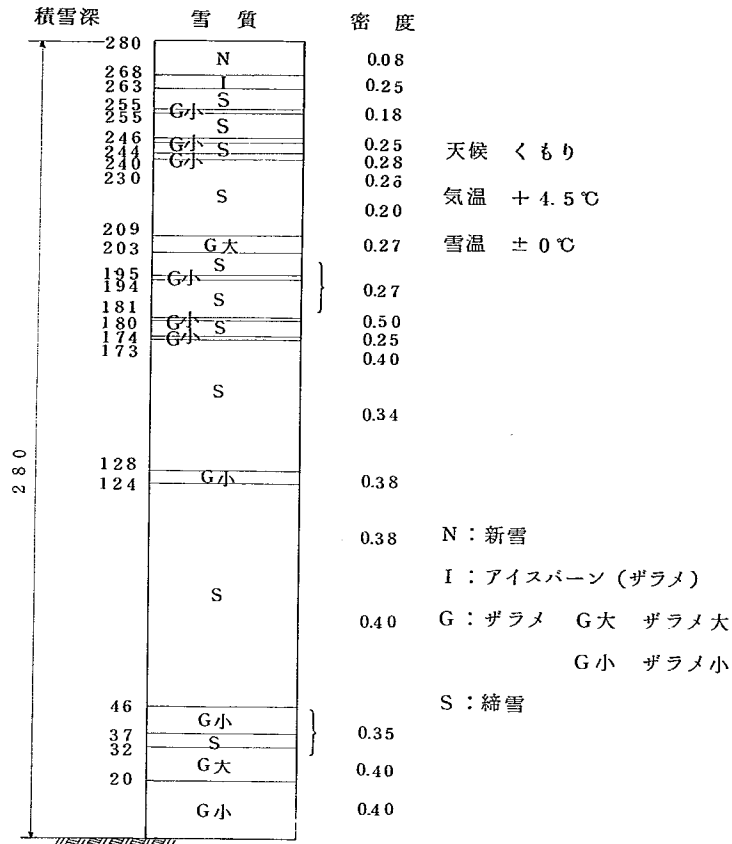 積雪深 雪質 密度
280 N 0.08
268 I 0.25
263 S
255 G小 0.18
255 S
246 G小 0.25
244 S 0.28
240 G小
230 S 0.20
天候 くもり
気温 +4.5℃
雪温 ±0℃
209 G大 0.27
203 S
195 G小
194 S 0.27
181 G小 0.50
180 S 0.25
174 G小 0.40
173 S 0.34
128 G小 0.38
124 S 0.38
0.40
280
46 G小
37 S 0.35
32 G大 0.40
20 G小 0.40
N:新雪
I:アイスバーン(ザラメ)
G:ザラメ G大 ザラメ大
G小 ザラメ小
S:締雪